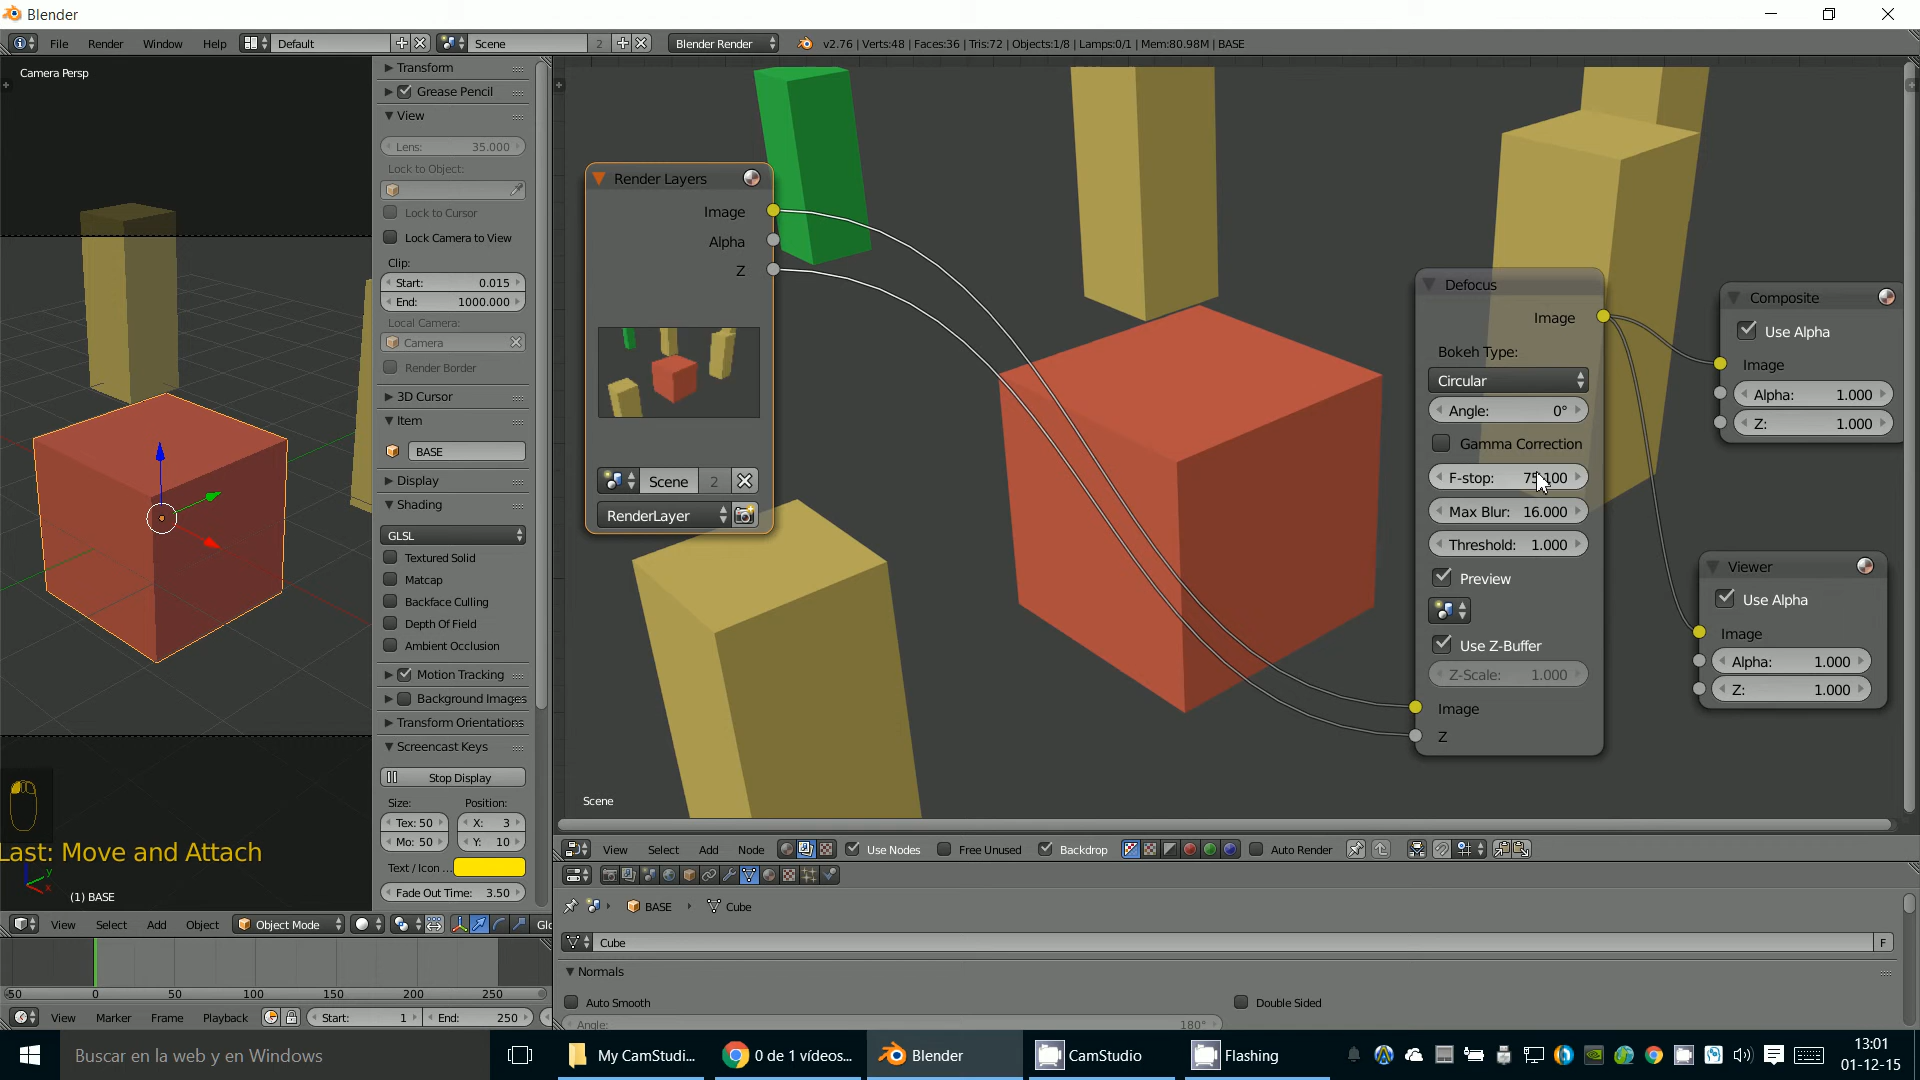 Blender
File Render Window Help Default Scene 2 Blender Render v2.76 | Verts:48 | Faces:36 | Tris:72 | Objects:1/8 | Lamps:0/1 | Mem:80.98M | BASE
Camera Persp
Transform
Grease Pencil
View
Lens: 35.000
Lock to Object:
Lock to Cursor
Lock Camera to View
Clip:
Start: 0.015
End: 1000.000
Local Camera:
Camera
Render Border
3D Cursor
Item
BASE
Display
Shading
GLSL
Textured Solid
Matcap
Backface Culling
Depth Of Field
Ambient Occlusion
Motion Tracking
Background Images
Transform Orientations
Screencast Keys
Stop Display
Size: Position:
Tex: 50 X: 3
Mo: 50 Y: 10
Text / Icon ...
Fade Out Time: 3.50
Last: Move and Attach
(1) BASE
View Select Add Object Object Mode
-50 0 50 100 150 200 250
View Marker Frame Playback Start: 1 End: 250
Render Layers
Image
Alpha
Z
Scene 2
RenderLayer
Defocus
Image
Bokeh Type:
Circular
Angle: 0°
Gamma Correction
F-stop:
Max Blur: 16.000
Threshold: 1.000
Preview
Use Z-Buffer
Z-Scale: 1.000
Image
Z
Composite
Use Alpha
Image
Alpha: 1.000
Z: 1.000
Viewer
Use Alpha
Image
Alpha: 1.000
Z: 1.000
Scene
View Select Add Node Use Nodes Free Unused Backdrop Auto Render
BASE Cube
Cube F
Normals
Auto Smooth Double Sided
Angle: 180°
Buscar en la web y en Windows My CamStudi... 0 de 1 vídeos... Blender CamStudio Flashing
13:01
01-12-15